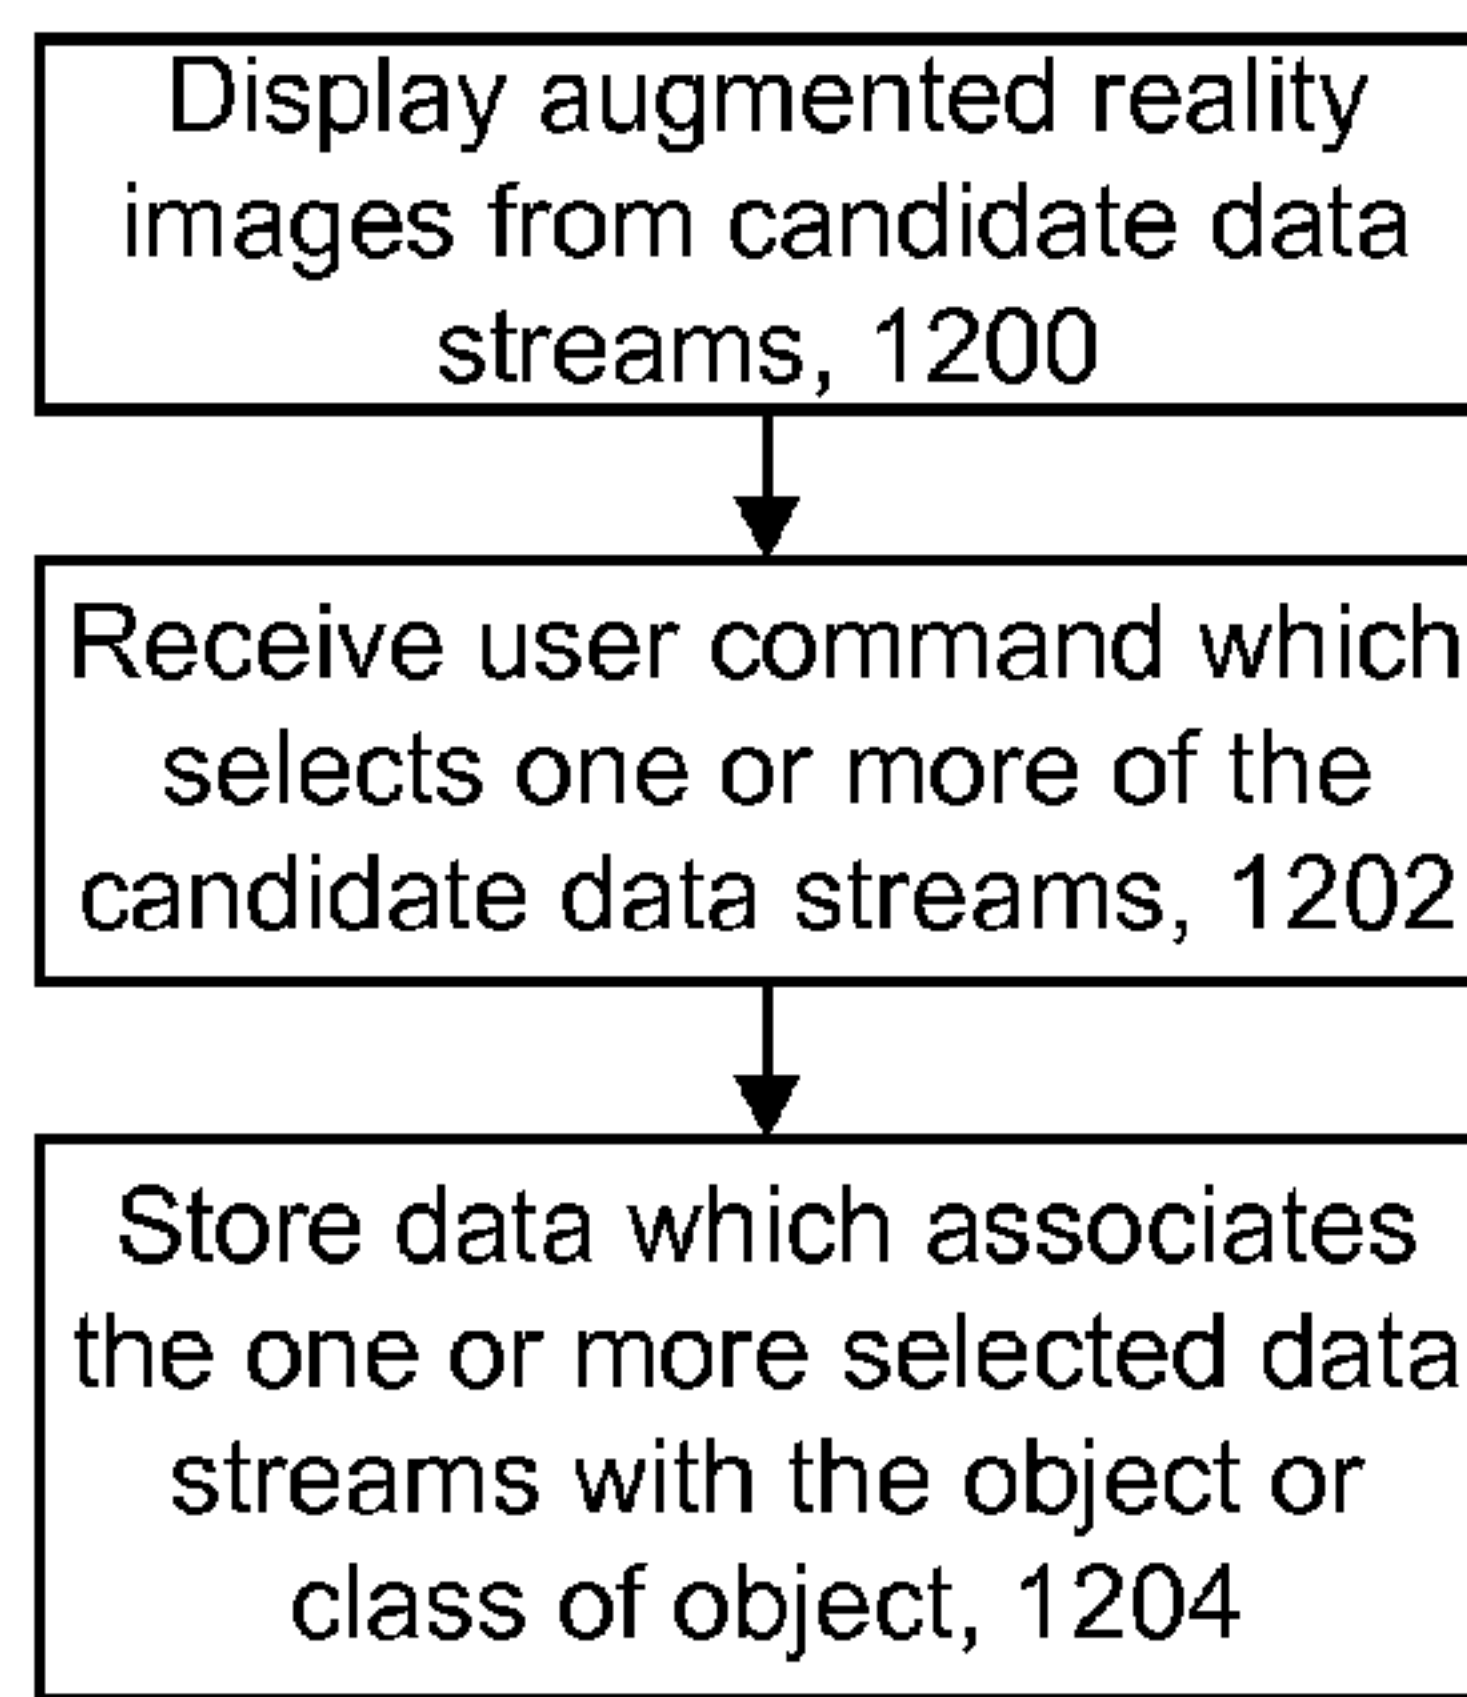 Display augmented reality
images from candidate data
streams, 1200
Receive user command which
selects one or more of the
candidate data streams, 1202
Store data which associates
the one or more selected data
streams with the object or
class of object, 1204